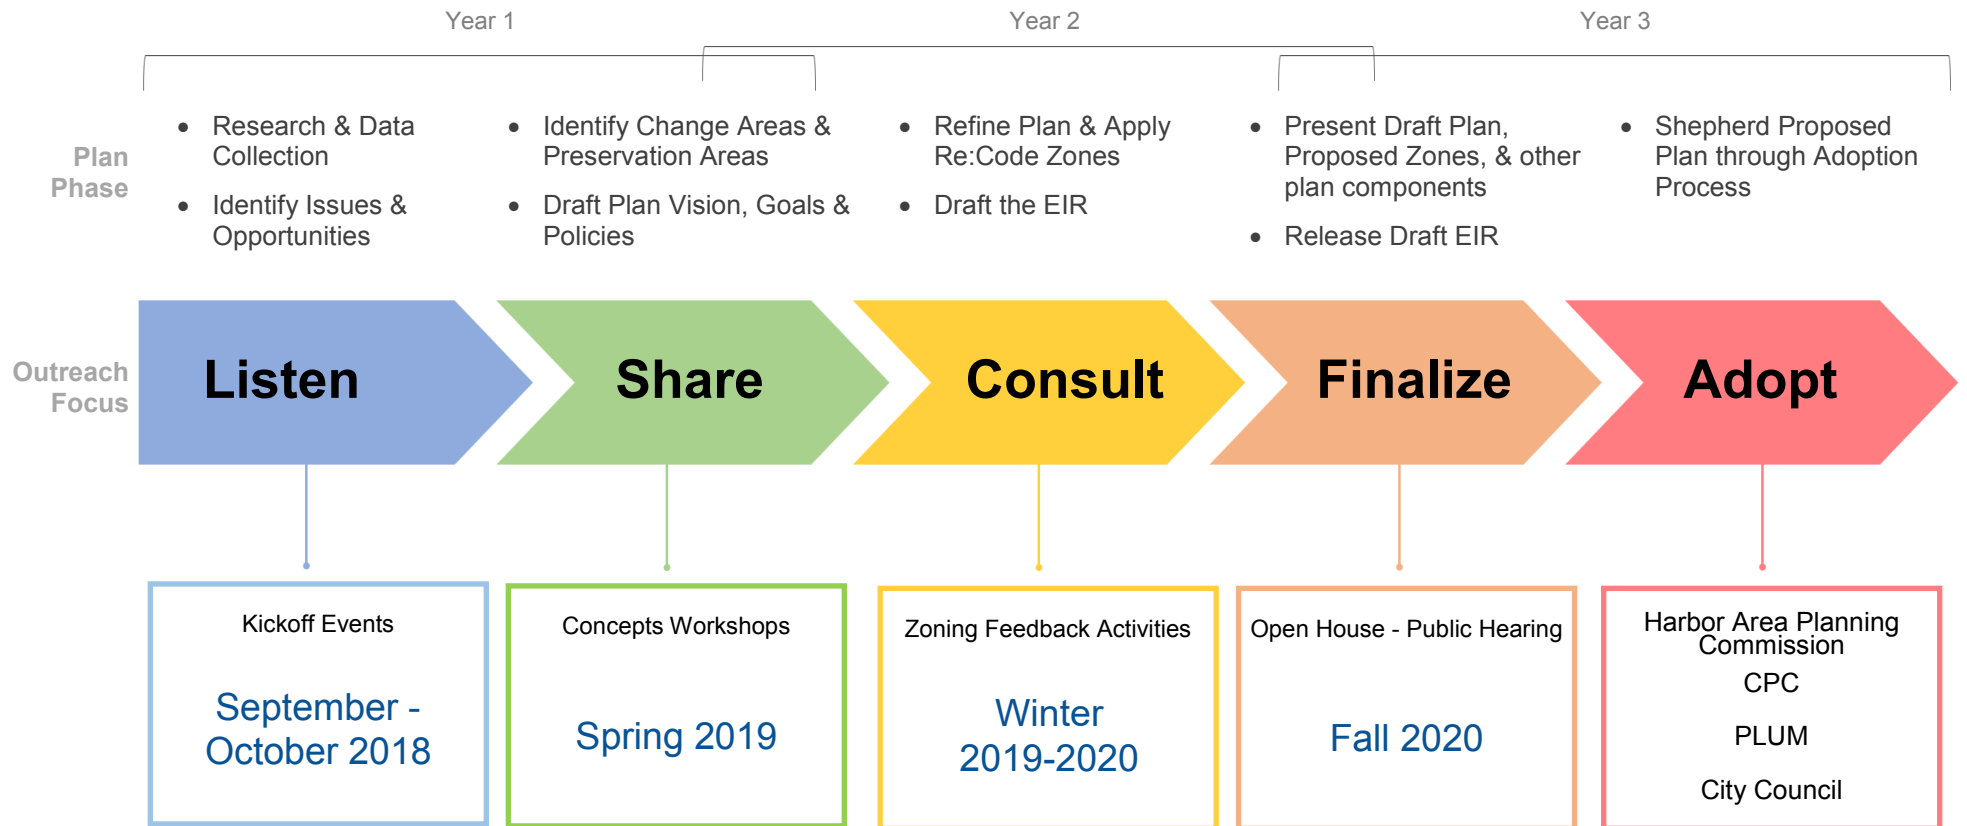 Year 1
Year 2
Year 3
Plan
Phase
• Research & Data
Collection
• Identify Issues &
Opportunities
• Identify Change Areas &
Preservation Areas
• Draft Plan Vision, Goals &
Policies
• Refine Plan & Apply
Re:Code Zones
• Draft the EIR
• Present Draft Plan,
Proposed Zones, & other
plan components
• Release Draft EIR
• Shepherd Proposed
Plan through Adoption
Process
Outreach
Focus
Listen
Share
Consult
Finalize
Adopt
Kickoff Events
September -
October 2018
Concepts Workshops
Spring 2019
Zoning Feedback Activities
Winter
2019-2020
Open House - Public Hearing
Fall 2020
Harbor Area Planning
Commission
CPC
PLUM
City Council